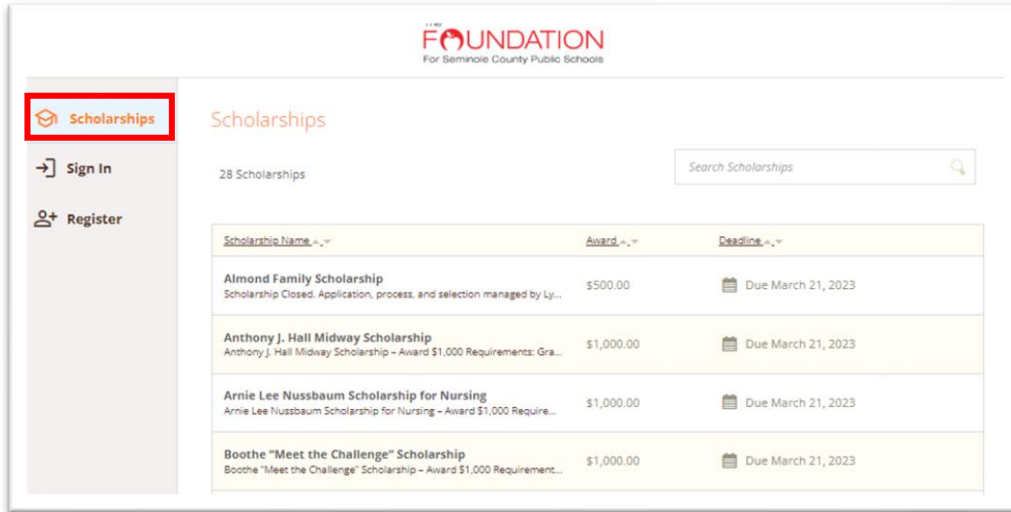 FOUNDATION
For Seminole County Public Schools
Scholarships
Sign In
Register
Scholarships
28 Scholarships
Search Scholarships
Scholarship Name Award Deadline
Almond Family Scholarship
Scholarship Closed. Application, process, and selection managed by Ly...
$500.00 Due March 21, 2023
Anthony J. Hall Midway Scholarship
Anthony J. Hall Midway Scholarship – Award $1,000 Requirements: Gra...
$1,000.00 Due March 21, 2023
Arnie Lee Nussbaum Scholarship for Nursing
Arnie Lee Nussbaum Scholarship for Nursing – Award $1,000 Require...
$1,000.00 Due March 21, 2023
Boothe “Meet the Challenge” Scholarship
Boothe “Meet the Challenge” Scholarship – Award $1,000 Requirement...
$1,000.00 Due March 21, 2023